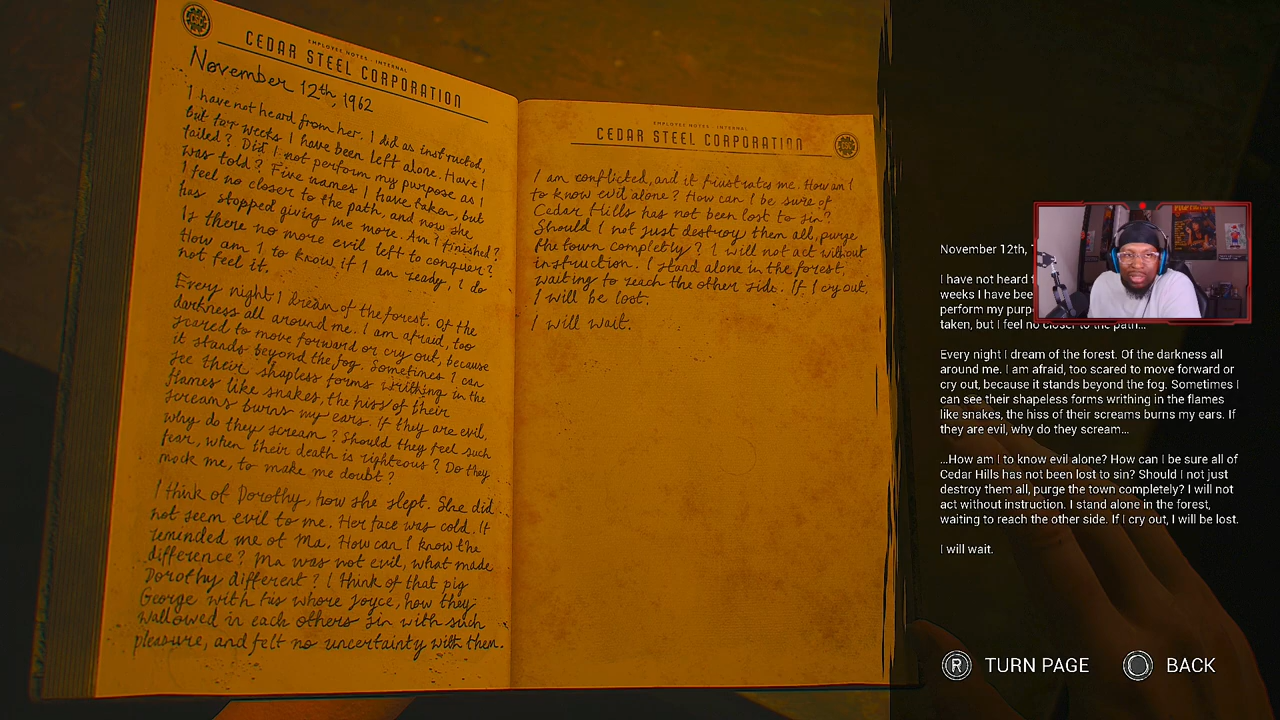 EMPLOYEE NOTES - INTERNAL
CEDAR STEEL CORPORATION
November 12th, 1962
I have not heard from her. I did as instructed,
but for weeks I have been left alone. Have I
failed? Did I not perform my purpose as I
was told? Five names I have taken, but
I feel no closer to the path, and now she
has stopped giving me more. Am I finished?
Is there no more evil left to conquer?
How am I to know if I am ready, I do
not feel it.
Every night I dream of the forest. Of the
darkness all around me. I am afraid, too
scared to move forward or cry out, because
it stands beyond the fog. Sometimes I can
see their shapless forms writhing in the
flames like snakes, the hiss of their
screams burns my ears. If they are evil,
why do they scream? Should they feel such
fear, when their death is righteous? Do they
mock me, to make me doubt?
I think of Dorothy, how she slept. She did
not seem evil to me. Her face was cold. It
reminded me of Ma. How can I know the
difference? Ma was not evil, what made
Dorothy different? I think of that pig
George with his whore Joyce, how they
wallowed in each others sin with such
pleasure, and felt no uncertainty with them.
EMPLOYEE NOTES - INTERNAL
CEDAR STEEL CORPORATION
I am conflicted, and it frustrates me. How am I
to know evil alone? How can I be sure of
Cedar Hills has not been lost to sin?
Should I not just destroy them all, purge
the town completly? I will not act without
instruction. I stand alone in the forest,
waiting to reach the other side. If I cry out,
I will be lost.
I will wait.
November 12th,
I have not heard
weeks I have bee
perform my purp
taken, but I feel no closer to the path...
Every night I dream of the forest. Of the darkness all
around me. I am afraid, too scared to move forward or
cry out, because it stands beyond the fog. Sometimes I
can see their shapeless forms writhing in the flames
like snakes, the hiss of their screams burns my ears. If
they are evil, why do they scream...
...How am I to know evil alone? How can I be sure all of
Cedar Hills has not been lost to sin? Should I not just
destroy them all, purge the town completely? I will not
act without instruction. I stand alone in the forest,
waiting to reach the other side. If I cry out, I will be lost.
I will wait.
R TURN PAGE
BACK